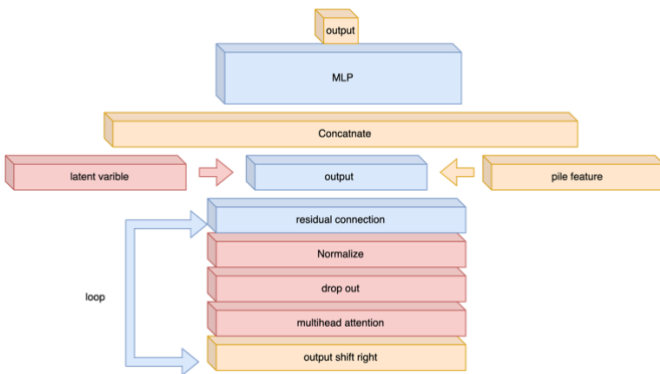 output
MLP
Concatnate
latent varible
output
pile feature
residual connection
Normalize
drop out
loop
multihead attention
output shift right